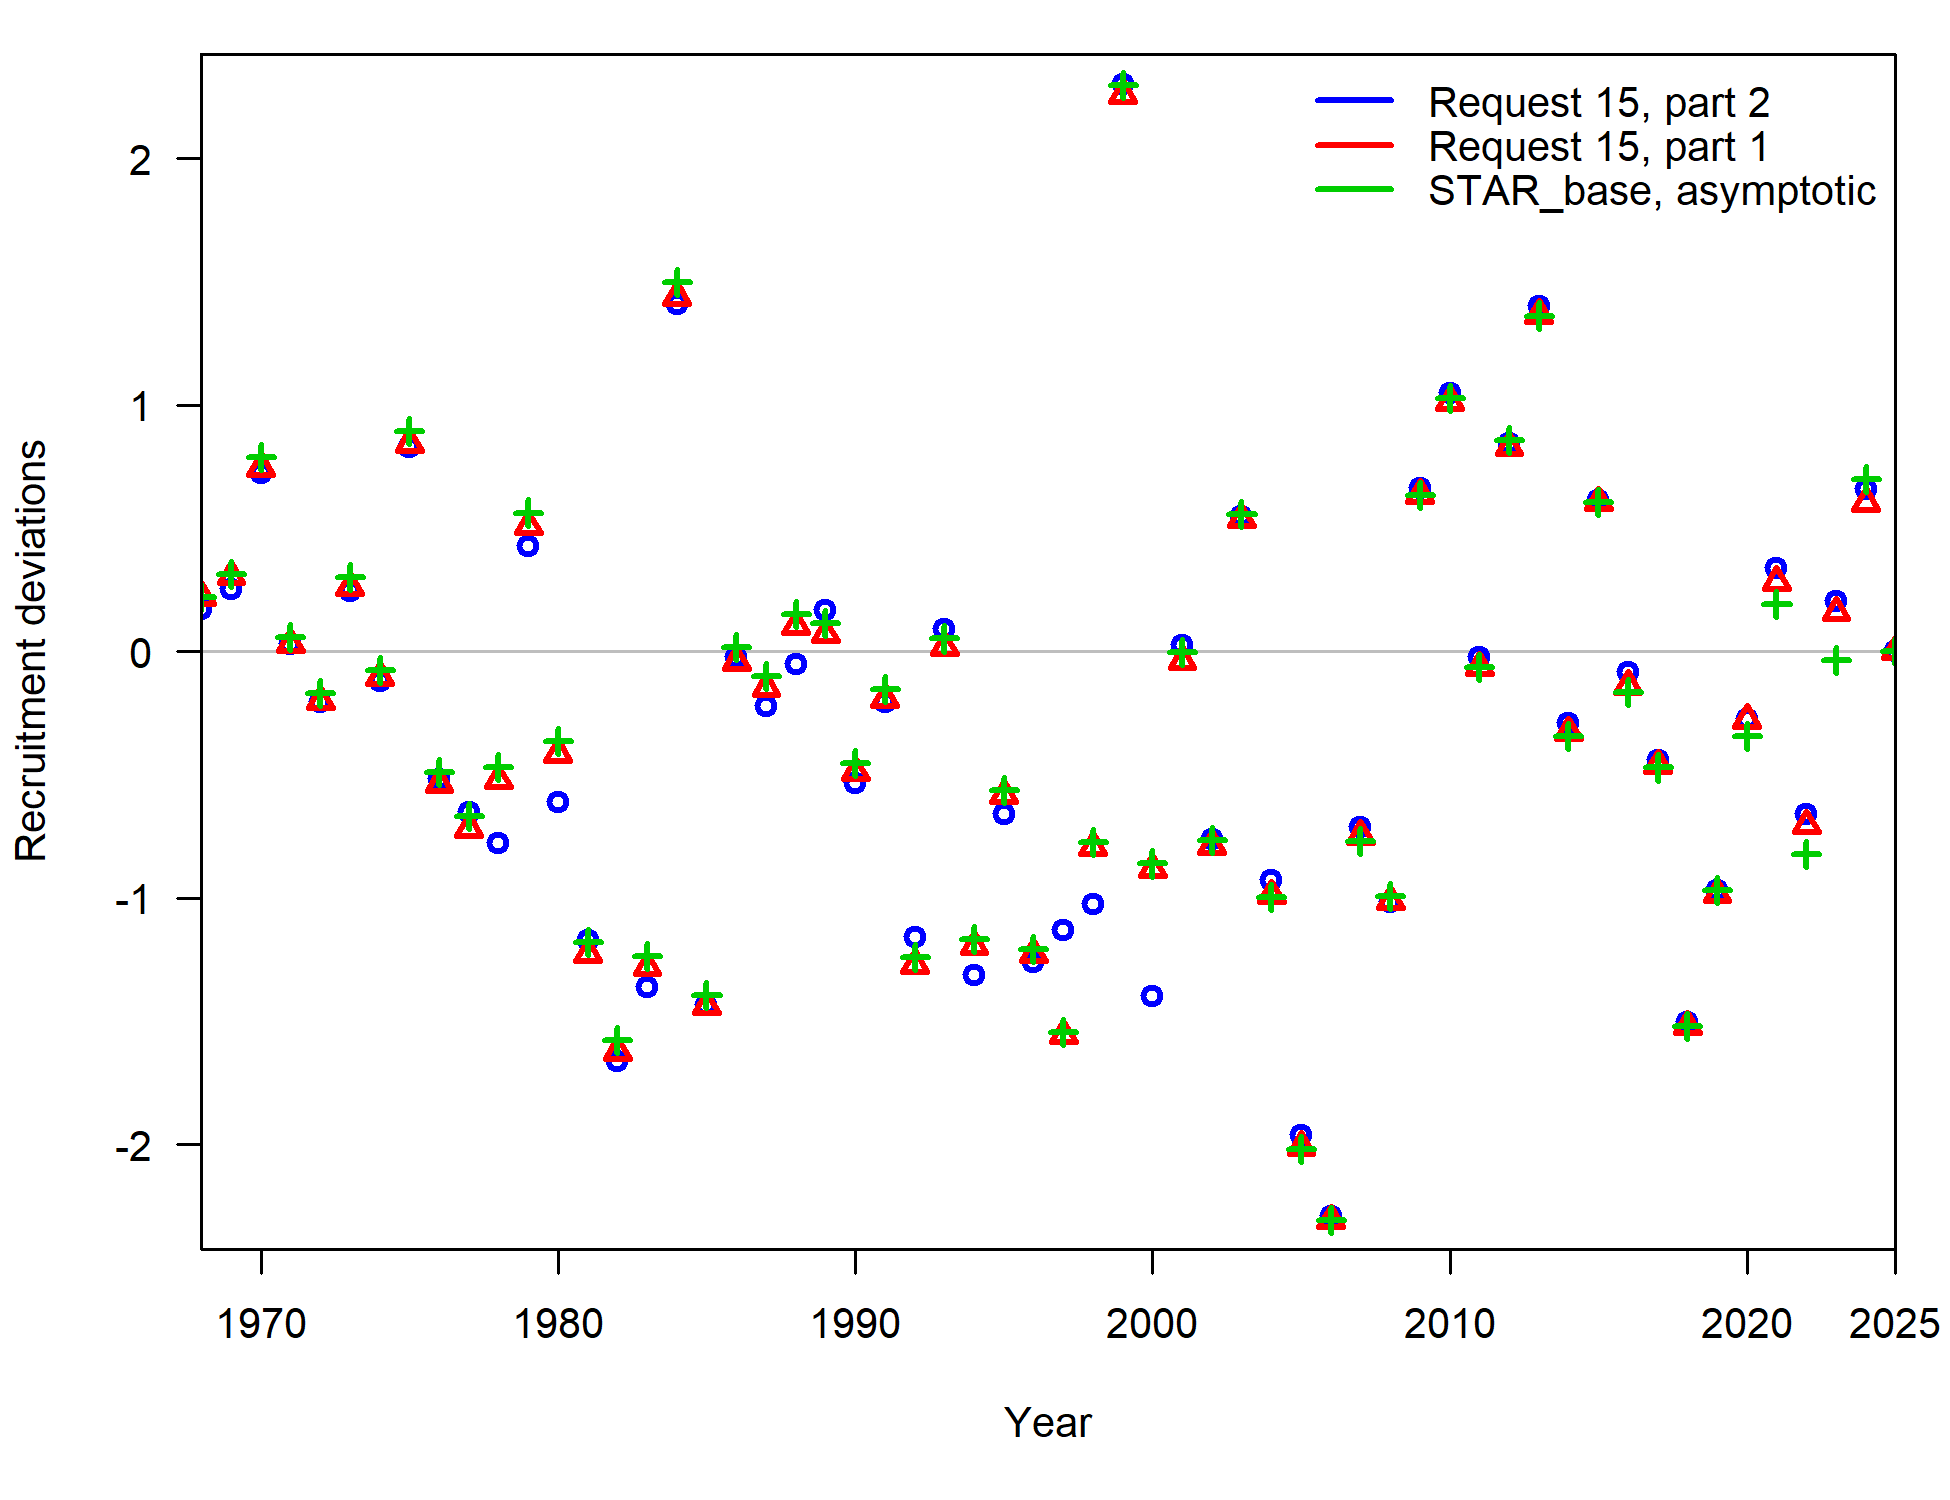 Request 15, part 2
Request 15, part 1
STAR_base, asymptotic
2
1
0
-1
-2
Recruitment deviations
1970 1980 1990 2000 2010 2020 2025
Year